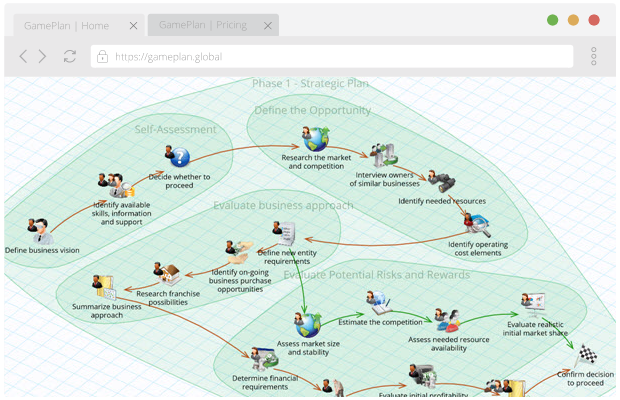 GamePlan | Home
GamePlan | Pricing
https://gameplan.global
Phase 1 - Strategic Plan
Define the Opportunity
Self-Assessment
Research the market
and competition
Interview owners
of similar businesses
Decide whether to
proceed
Identify needed resources
Identify available
skills, information
and support
Evaluate business approach
Define business vision
Identify operating
cost elements
Define new entity
requirements
Identify on-going
business purchase
opportunities
Evaluate Potential Risks and Rewards
Research franchise
possibilities
Summarize business
approach
Estimate the competition
Evaluate realistic
initial market share
Assess market size
and stability
Assess needed resource
availability
Confirm decision
to proceed
Determine financial
requirements
Evaluate initial profitability